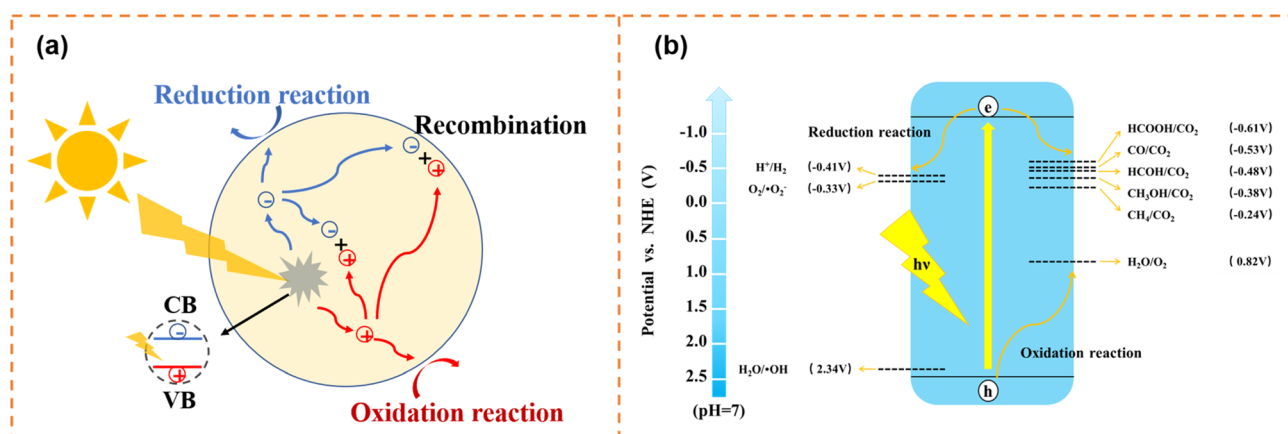 (a)
Reduction reaction
Recombination
CB
VB
Oxidation reaction
(b)
Potential vs. NHE (V)
-1.0
-0.5
0.0
0.5
1.0
1.5
2.0
2.5
(pH=7)
e
Reduction reaction
H⁺/H₂ (-0.41V)
O₂/•O₂⁻ (-0.33V)
HCOOH/CO₂ (-0.61V)
CO/CO₂ (-0.53V)
HCOH/CO₂ (-0.48V)
CH₃OH/CO₂ (-0.38V)
CH₄/CO₂ (-0.24V)
hν
H₂O/O₂ (0.82V)
Oxidation reaction
H₂O/•OH (2.34V)
h